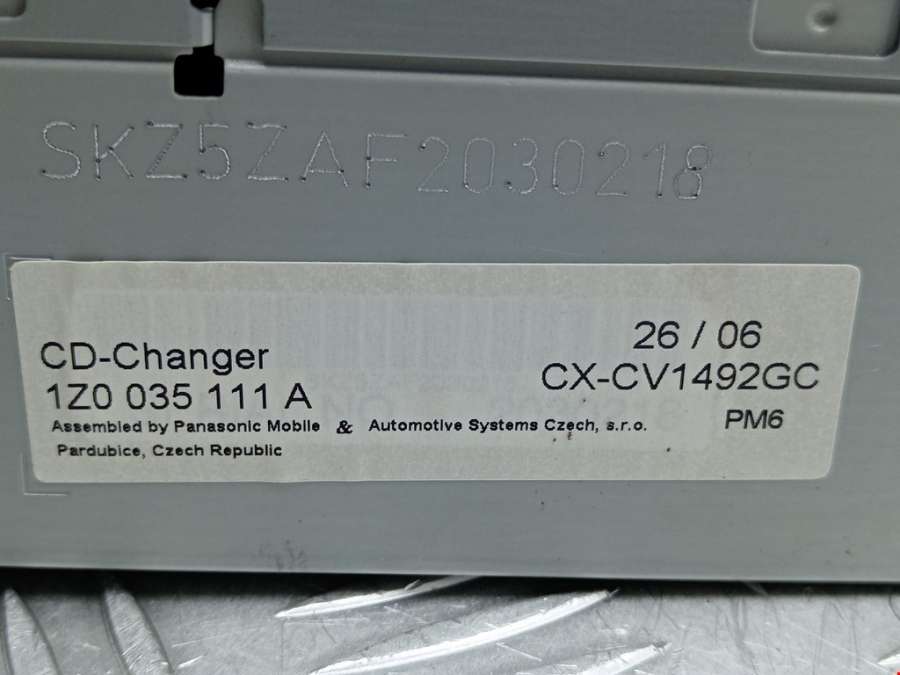 SKZ5ZAF2030218
26 / 06
CD-Changer
CX-CV1492GC
1Z0 035 111 A
PM6
Assembled by Panasonic Mobile & Automotive Systems Czech, s.r.o.
Pardubice, Czech Republic